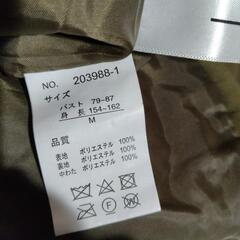 NO. 203988-1
サイズ
バスト 79~87
身長 154~162
M
品質
表地 ポリエステル 100%
裏地 ポリエステル 100%
中わた ポリエステル 100%